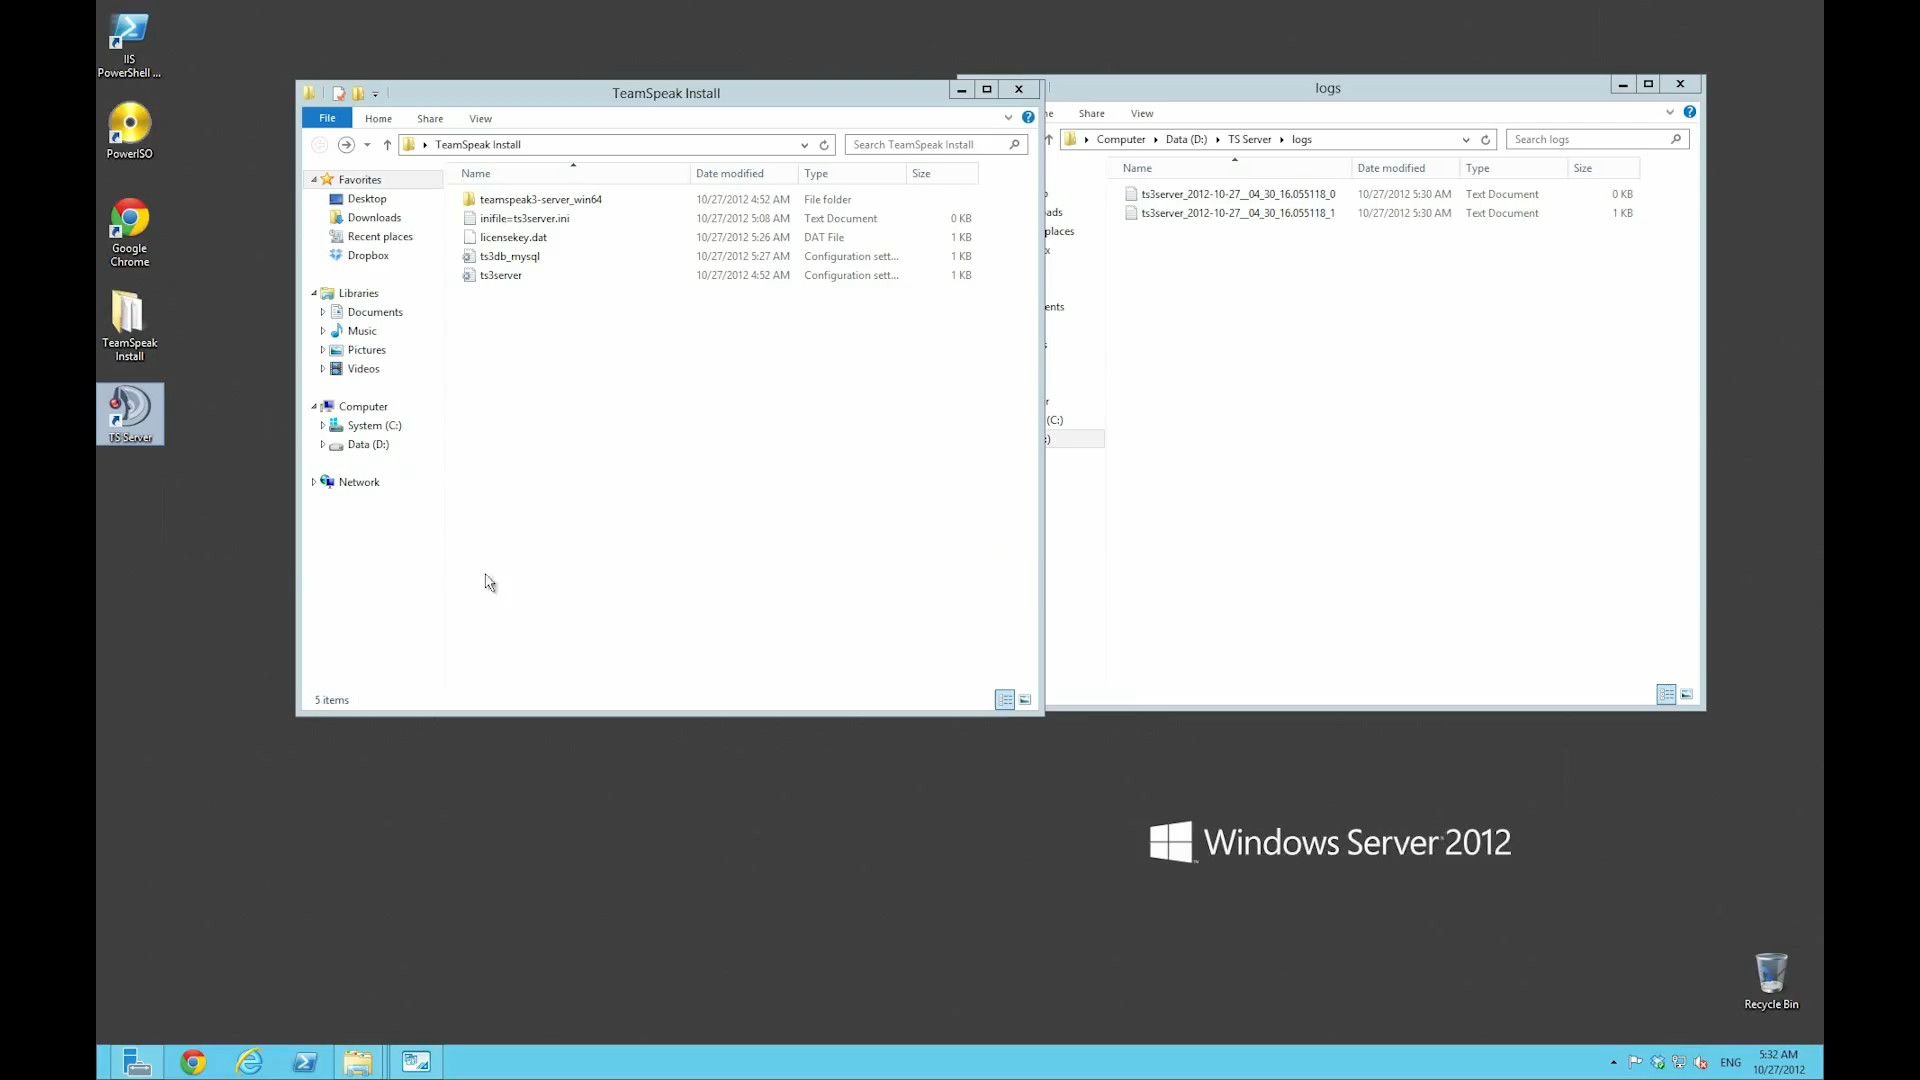 IIS
PowerShell ...
PowerISO
Google
Chrome
TeamSpeak
Install
TS Server
TeamSpeak Install
File
Home
Share
View
TeamSpeak Install
Search TeamSpeak Install
Favorites
Desktop
Downloads
Recent places
Dropbox
Libraries
Documents
Music
Pictures
Videos
Computer
System (C:)
Data (D:)
Network
Name Date modified Type Size
teamspeak3-server_win64 10/27/2012 4:52 AM File folder
inifile=ts3server.ini 10/27/2012 5:08 AM Text Document 0 KB
licensekey.dat 10/27/2012 5:26 AM DAT File 1 KB
ts3db_mysql 10/27/2012 5:27 AM Configuration sett... 1 KB
ts3server 10/27/2012 4:52 AM Configuration sett... 1 KB
5 items
logs
Share
View
Computer Data (D:) TS Server logs
Search logs
oads
places
ents
(C:)
Name Date modified Type Size
ts3server_2012-10-27__04_30_16.055118_0 10/27/2012 5:30 AM Text Document 0 KB
ts3server_2012-10-27__04_30_16.055118_1 10/27/2012 5:30 AM Text Document 1 KB
Windows Server 2012
Recycle Bin
ENG
5:32 AM
10/27/2012